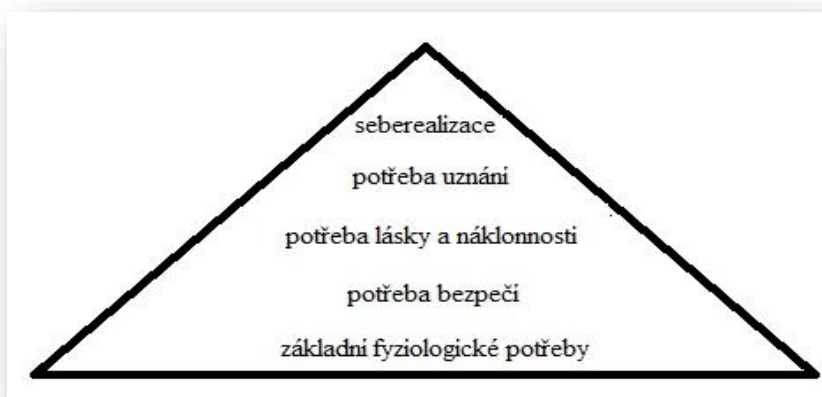 seberealizace
potřeba uznání
potřeba lásky a náklonnosti
potřeba bezpečí
základní fyziologické potřeby